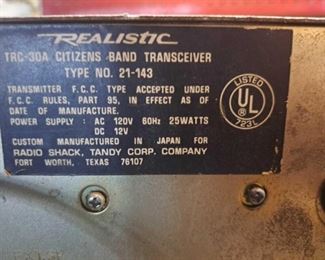 REALISTIC
TRC-30A CITIZENS BAND TRANSCEIVER
TYPE NO. 21-143
TRANSMITTER F.C.C. TYPE ACCEPTED UNDER
F.C.C. RULES, PART 95, IN EFFECT AS OF
DATE OF MANUFACTURE.
POWER SUPPLY : AC 120V 60Hz 25WATTS
DC 12V
CUSTOM MANUFACTURED IN JAPAN FOR
RADIO SHACK, TANDY CORP. COMPANY
FORT WORTH, TEXAS 76107
LISTED
UL
723L